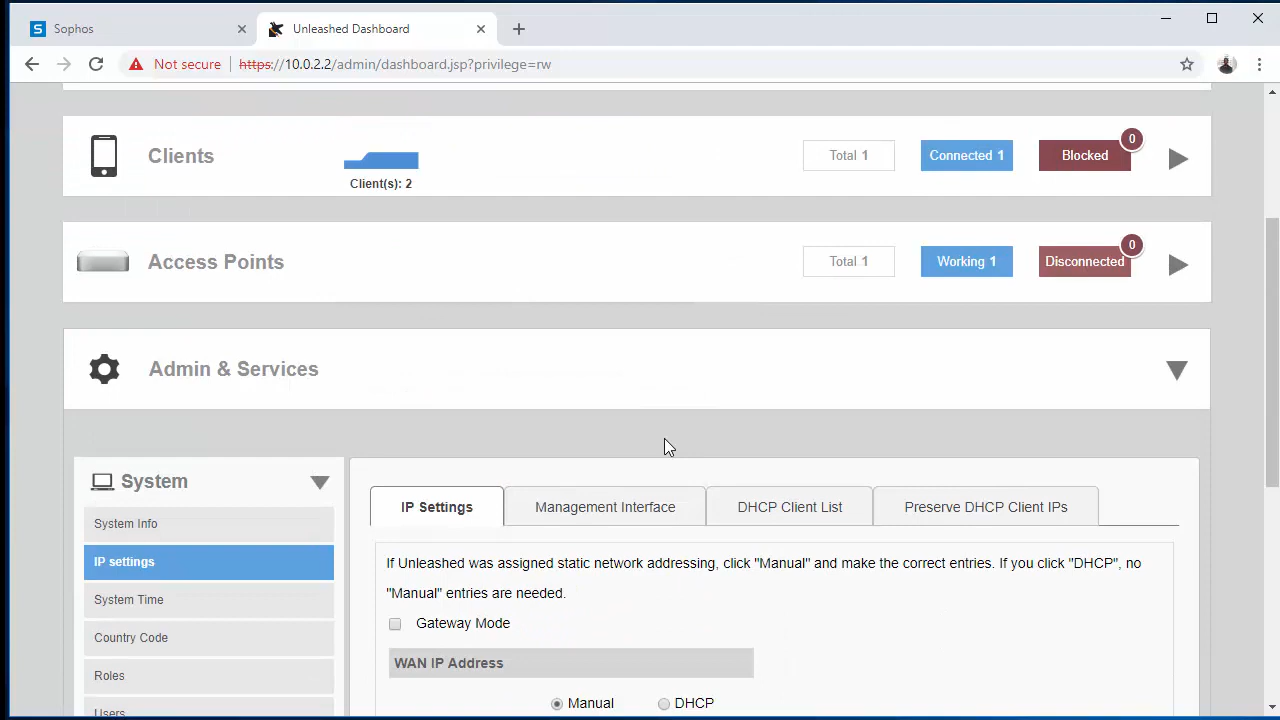 Sophos
Unleashed Dashboard
Not secure https://10.0.2.2/admin/dashboard.jsp?privilege=rw
Clients
Client(s): 2
Total 1
Connected 1
Blocked
0
Access Points
Total 1
Working 1
Disconnected
0
Admin & Services
System
System Info
IP settings
System Time
Country Code
Roles
Users
IP Settings
Management Interface
DHCP Client List
Preserve DHCP Client IPs
If Unleashed was assigned static network addressing, click "Manual" and make the correct entries. If you click "DHCP", no
"Manual" entries are needed.
Gateway Mode
WAN IP Address
Manual
DHCP